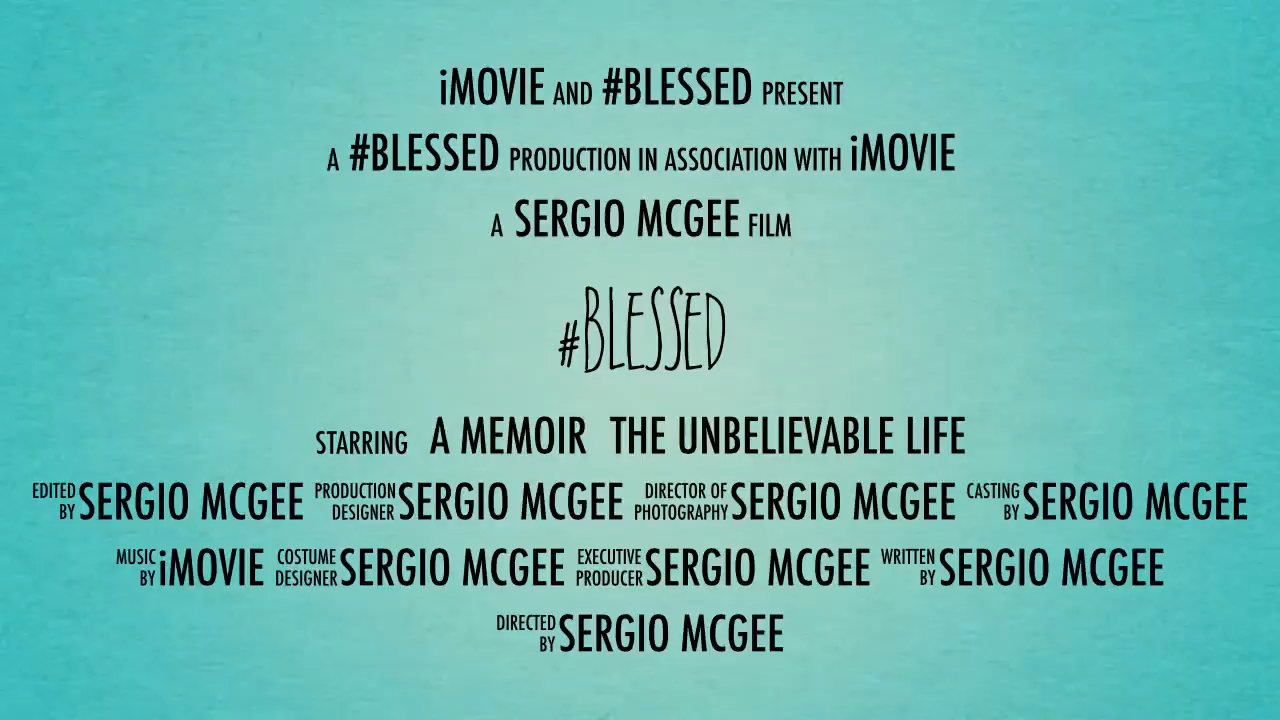 iMOVIE AND #BLESSED PRESENT
A #BLESSED PRODUCTION IN ASSOCIATION WITH iMOVIE
A SERGIO MCGEE FILM
#BLESSED
STARRING A MEMOIR THE UNBELIEVABLE LIFE
EDITED BY SERGIO MCGEE PRODUCTION DESIGNER SERGIO MCGEE DIRECTOR OF PHOTOGRAPHY SERGIO MCGEE CASTING BY SERGIO MCGEE
MUSIC BY iMOVIE COSTUME DESIGNER SERGIO MCGEE EXECUTIVE PRODUCER SERGIO MCGEE WRITTEN BY SERGIO MCGEE
DIRECTED BY SERGIO MCGEE